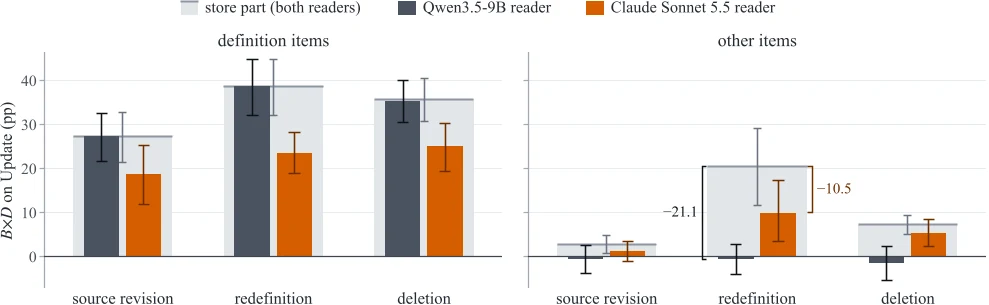 store part (both readers) Qwen3.5-9B reader Claude Sonnet 5.5 reader
definition items other items
B×D on Update (pp)
40
30
20
10
0
−21.1
−10.5
source revision redefinition deletion source revision redefinition deletion